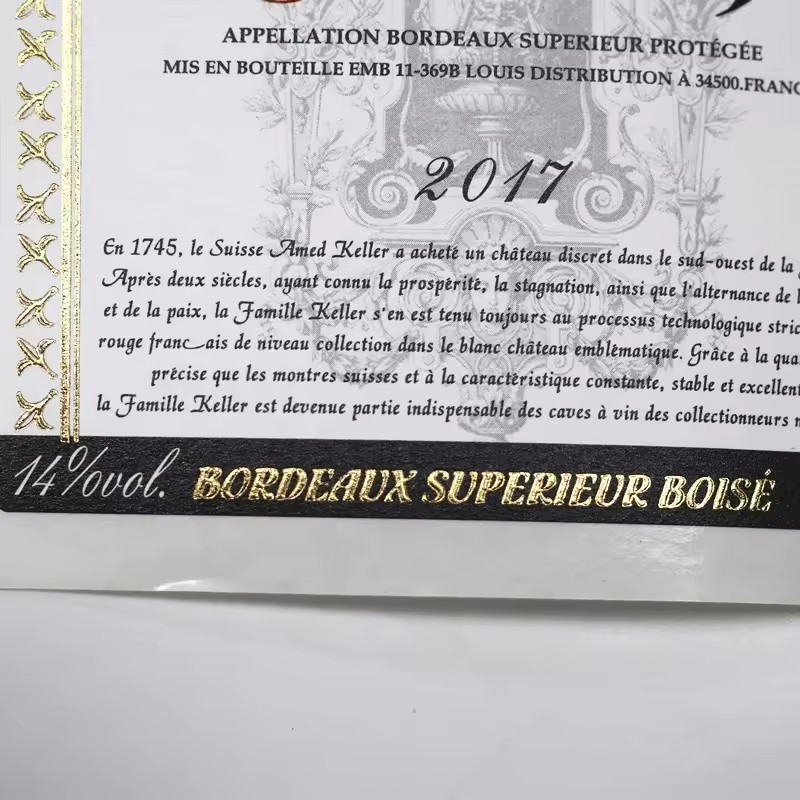 APPELLATION BORDEAUX SUPERIEUR PROTÉGÉE
MIS EN BOUTEILLE EMB 11-369B LOUIS DISTRIBUTION À 34500.FRANC
2017
En 1745, le Suisse Amed Keller a acheté un château discret dans le sud-ouest de la
Après deux siècles, ayant connu la prospérité, la stagnation, ainsi que l'alternance de l
et de la paix, la Famille Keller s'en est tenu toujours au processus technologique stric
rouge franc ais de niveau collection dans le blanc château emblématique. Grâce à la qua
précise que les montres suisses et à la caractéristique constante, stable et excellent
la Famille Keller est devenue partie indispensable des caves à vin des collectionneurs
14%vol. BORDEAUX SUPERIEUR BOISÉ